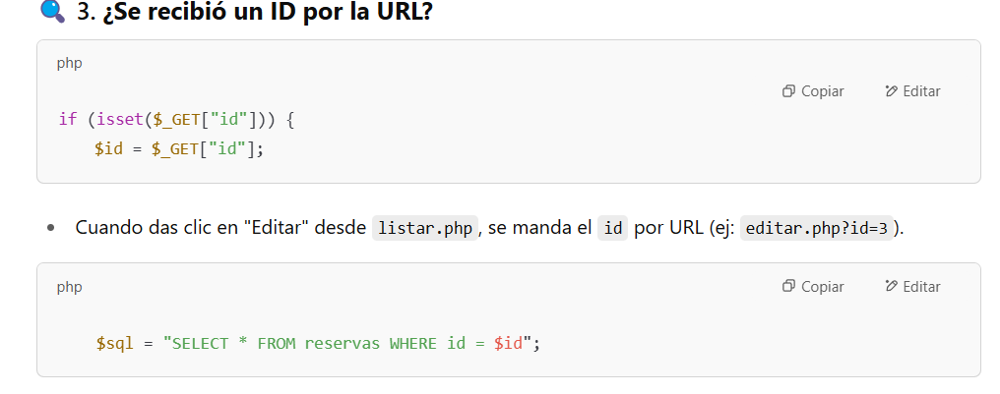 🔍 3. ¿Se recibió un ID por la URL?
php
Copiar Editar
if (isset($_GET["id"])) {
$id = $_GET["id"];
• Cuando das clic en "Editar" desde listar.php, se manda el id por URL (ej: editar.php?id=3).
php Copiar Editar
$sql = "SELECT * FROM reservas WHERE id = $id";